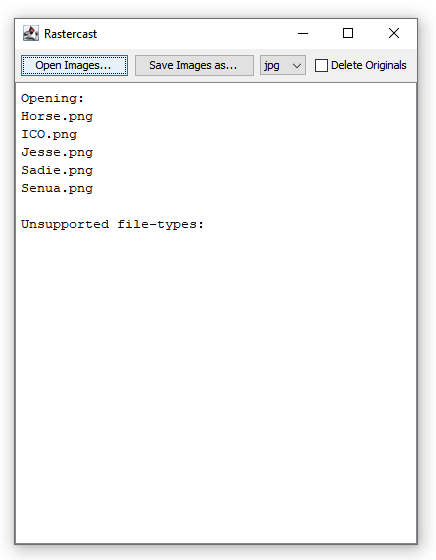 Rastercast
Open Images... Save Images as... jpg Delete Originals
Opening:
Horse.png
ICO.png
Jesse.png
Sadie.png
Senua.png
Unsupported file-types: